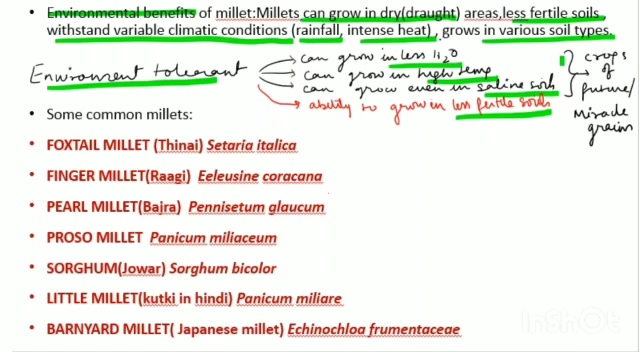 • Environmental benefits of millet:Millets can grow in dry(draught) areas,less fertile soils,
withstand variable climatic conditions (rainfall, intense heat) ,grows in various soil types.
Environment tolerant
can grow in less H2O
can grow in high temp
can grow even in saline soils
ability to grow in less fertile soils
crops
of
future/
Miracle
grains
• Some common millets:
• FOXTAIL MILLET (Thinai) Setaria italica
• FINGER MILLET(Raagi) Eeleusine coracana
• PEARL MILLET(Bajra) Pennisetum glaucum
• PROSO MILLET Panicum miliaceum
• SORGHUM(Jowar) Sorghum bicolor
• LITTLE MILLET(kutki in hindi) Panicum miliare
• BARNYARD MILLET( Japanese millet) Echinochloa frumentaceae
InShOt